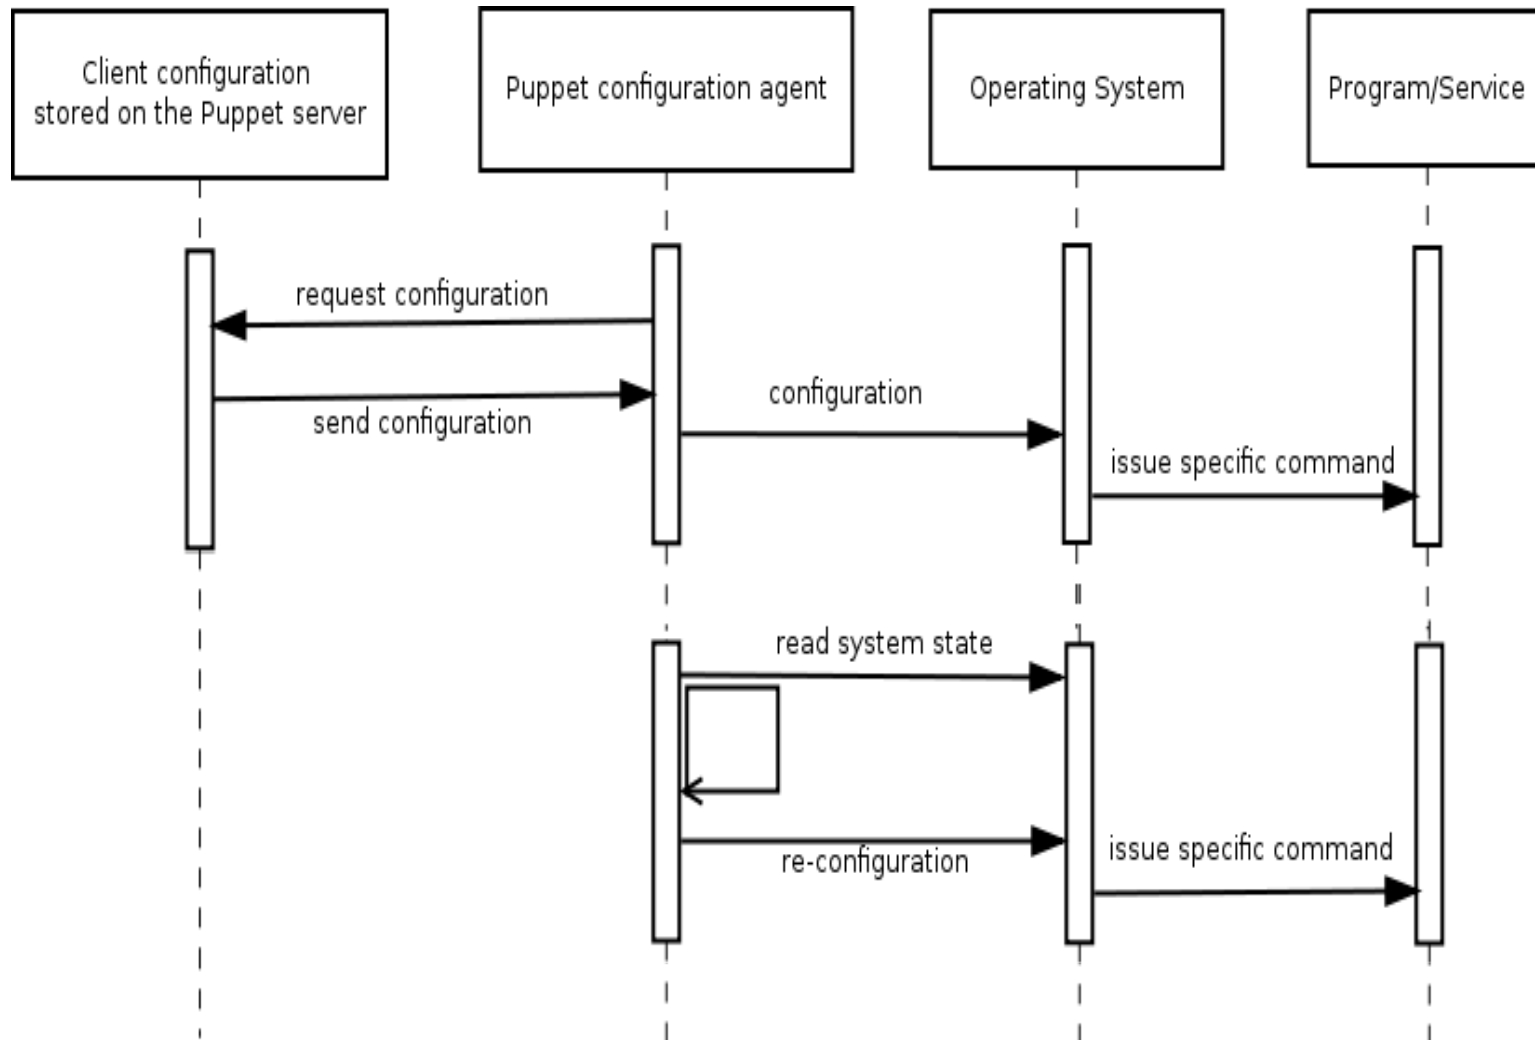 Client configuration
stored on the Puppet server
Puppet configuration agent
Operating System
Program/Service
request configuration
send configuration
configuration
issue specific command
read system state
re-configuration
issue specific command